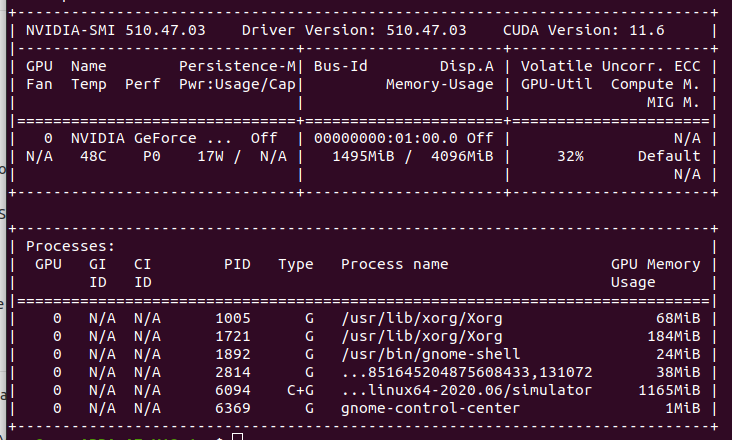 +-----------------------------------------------------------------------------+
| NVIDIA-SMI 510.47.03    Driver Version: 510.47.03    CUDA Version: 11.6     |
|-------------------------------+----------------------+----------------------+
| GPU  Name        Persistence-M| Bus-Id        Disp.A | Volatile Uncorr. ECC |
| Fan  Temp  Perf  Pwr:Usage/Cap|         Memory-Usage | GPU-Util  Compute M. |
|                               |                      |               MIG M. |
|===============================+======================+======================|
|   0  NVIDIA GeForce ...  Off  | 00000000:01:00.0 Off |                  N/A |
| N/A   48C    P0    17W /  N/A |   1495MiB /  4096MiB |     32%      Default |
|                               |                      |                  N/A |
+-------------------------------+----------------------+----------------------+
+-----------------------------------------------------------------------------+
| Processes:                                                                  |
|  GPU   GI   CI        PID   Type   Process name                  GPU Memory |
|        ID   ID                                                   Usage      |
|=============================================================================|
|    0   N/A  N/A      1005      G   /usr/lib/xorg/Xorg                 68MiB |
|    0   N/A  N/A      1721      G   /usr/lib/xorg/Xorg                184MiB |
|    0   N/A  N/A      1892      G   /usr/bin/gnome-shell               24MiB |
|    0   N/A  N/A      2814      G   ...851645204875608433,131072       38MiB |
|    0   N/A  N/A      6094    C+G   ...linux64-2020.06/simulator     1165MiB |
|    0   N/A  N/A      6369      G   gnome-control-center                1MiB |
+-----------------------------------------------------------------------------+